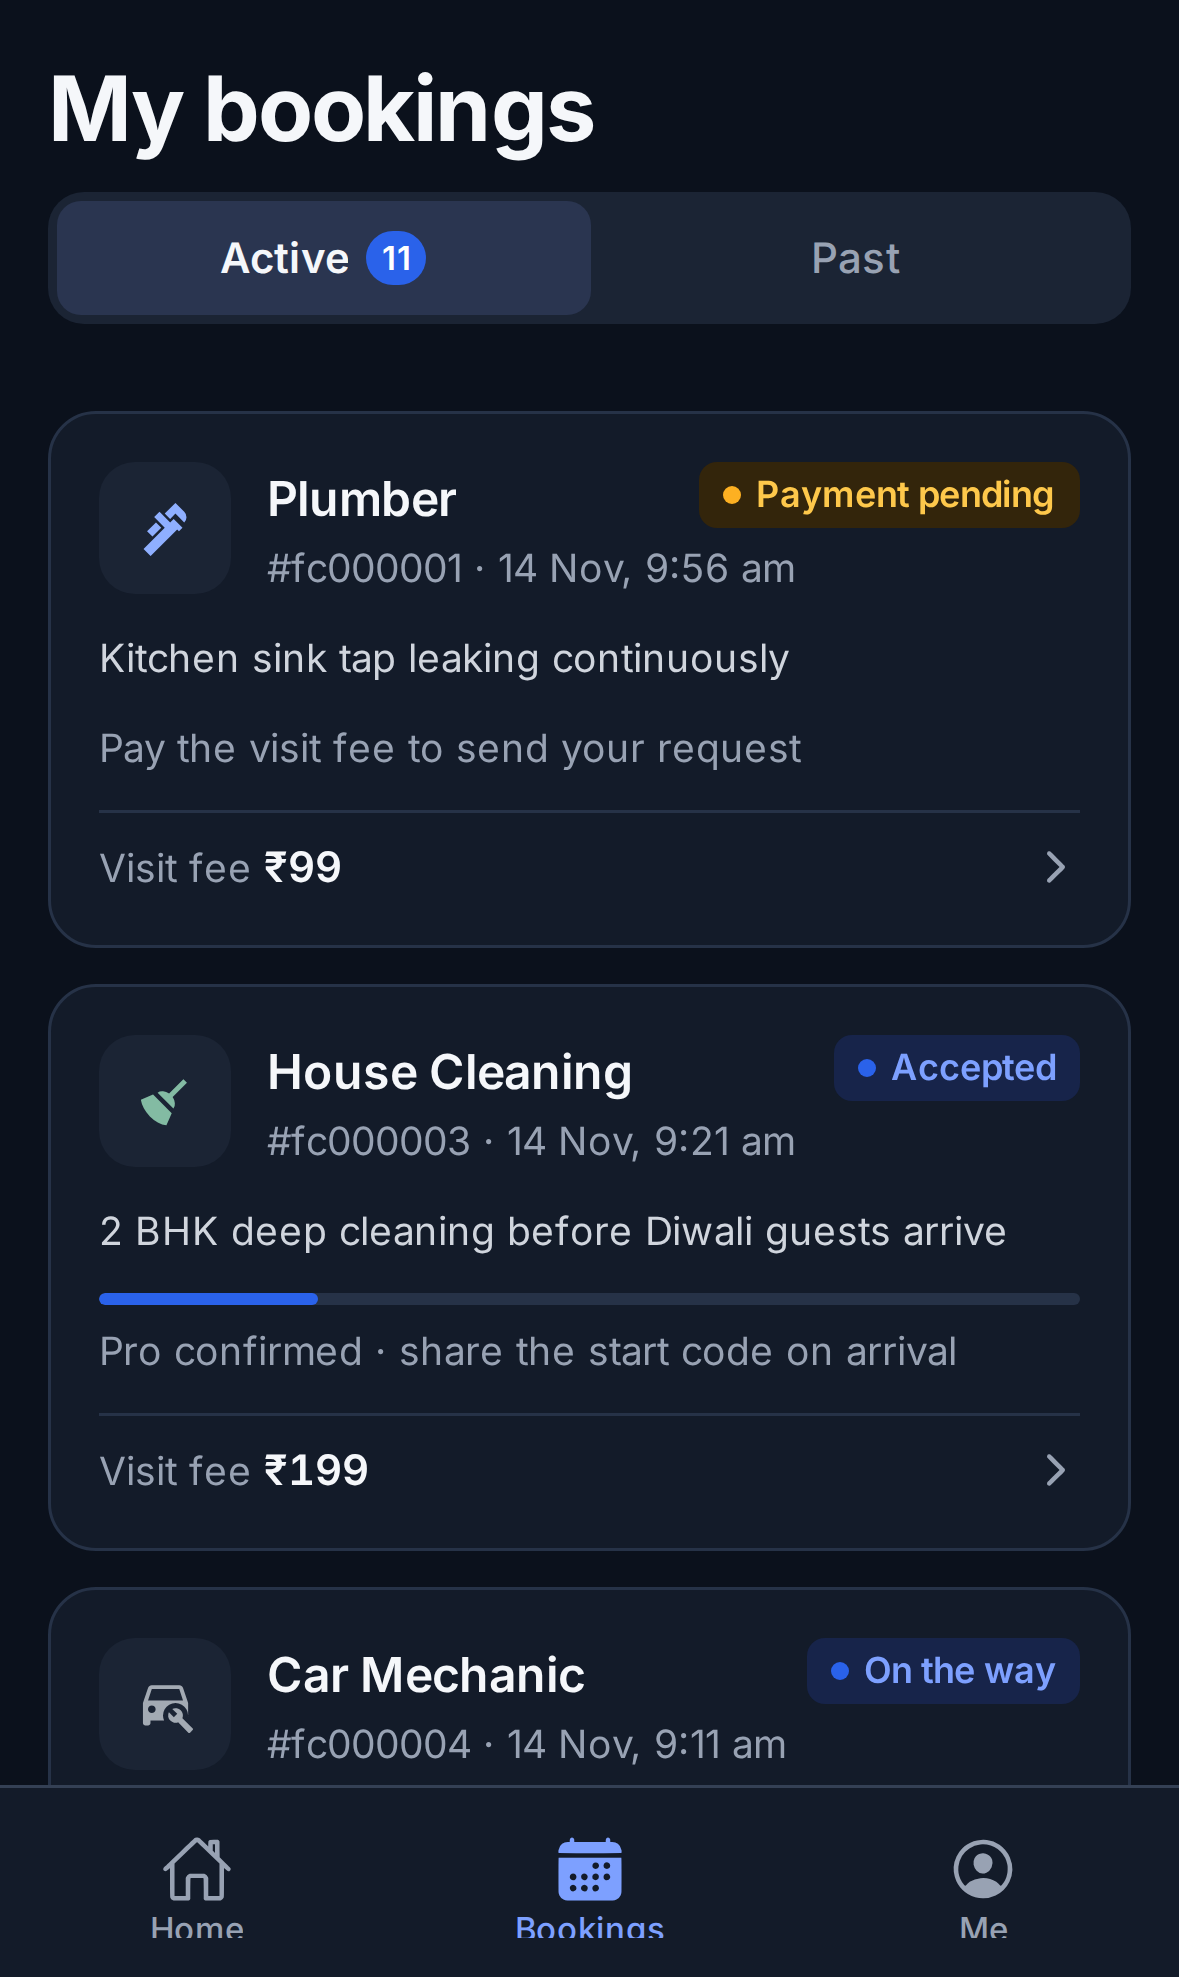 My bookings
Active 11
Past
Plumber
Payment pending
#fc000001 · 14 Nov, 9:56 am
Kitchen sink tap leaking continuously
Pay the visit fee to send your request
Visit fee ₹99
House Cleaning
Accepted
#fc000003 · 14 Nov, 9:21 am
2 BHK deep cleaning before Diwali guests arrive
Pro confirmed · share the start code on arrival
Visit fee ₹199
Car Mechanic
On the way
#fc000004 · 14 Nov, 9:11 am
Home
Bookings
Me